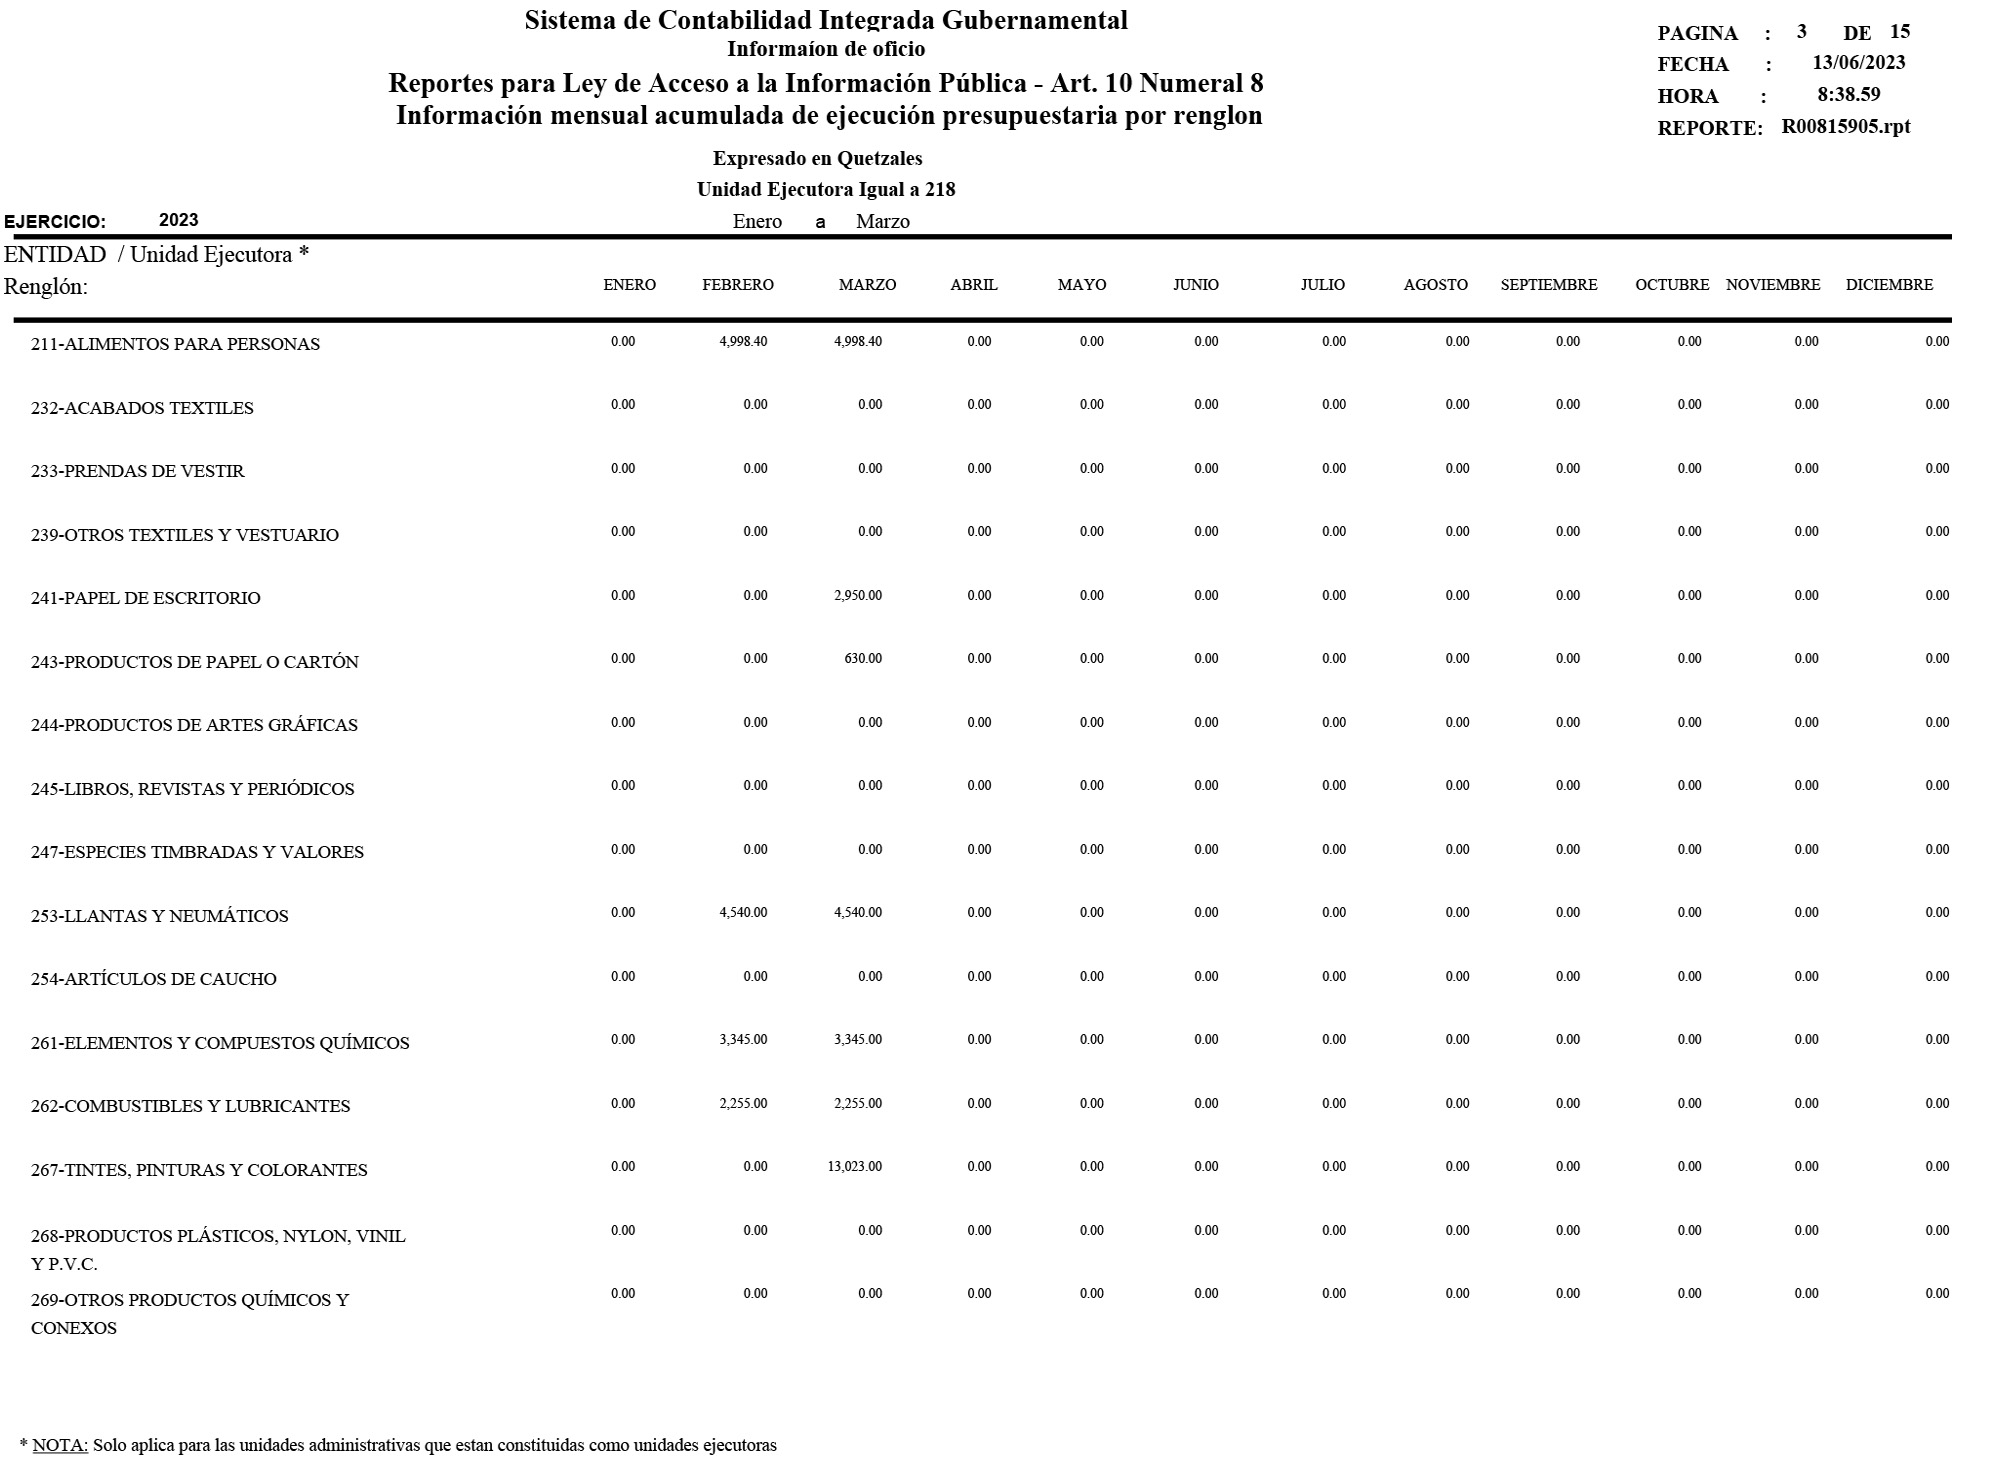 Sistema de Contabilidad Integrada Gubernamental
Informaíon de oficio
Reportes para Ley de Acceso a la Información Pública - Art. 10 Numeral 8
Información mensual acumulada de ejecución presupuestaria por renglon
PAGINA : 3 DE 15
FECHA : 13/06/2023
HORA : 8:38.59
REPORTE: R00815905.rpt
Expresado en Quetzales
Unidad Ejecutora Igual a 218
EJERCICIO: 2023 Enero a Marzo
ENTIDAD / Unidad Ejecutora *
Renglón: ENERO FEBRERO MARZO ABRIL MAYO JUNIO JULIO AGOSTO SEPTIEMBRE OCTUBRE NOVIEMBRE DICIEMBRE
211-ALIMENTOS PARA PERSONAS 0.00 4,998.40 4,998.40 0.00 0.00 0.00 0.00 0.00 0.00 0.00 0.00 0.00
232-ACABADOS TEXTILES 0.00 0.00 0.00 0.00 0.00 0.00 0.00 0.00 0.00 0.00 0.00 0.00
233-PRENDAS DE VESTIR 0.00 0.00 0.00 0.00 0.00 0.00 0.00 0.00 0.00 0.00 0.00 0.00
239-OTROS TEXTILES Y VESTUARIO 0.00 0.00 0.00 0.00 0.00 0.00 0.00 0.00 0.00 0.00 0.00 0.00
241-PAPEL DE ESCRITORIO 0.00 0.00 2,950.00 0.00 0.00 0.00 0.00 0.00 0.00 0.00 0.00 0.00
243-PRODUCTOS DE PAPEL O CARTÓN 0.00 0.00 630.00 0.00 0.00 0.00 0.00 0.00 0.00 0.00 0.00 0.00
244-PRODUCTOS DE ARTES GRÁFICAS 0.00 0.00 0.00 0.00 0.00 0.00 0.00 0.00 0.00 0.00 0.00 0.00
245-LIBROS, REVISTAS Y PERIÓDICOS 0.00 0.00 0.00 0.00 0.00 0.00 0.00 0.00 0.00 0.00 0.00 0.00
247-ESPECIES TIMBRADAS Y VALORES 0.00 0.00 0.00 0.00 0.00 0.00 0.00 0.00 0.00 0.00 0.00 0.00
253-LLANTAS Y NEUMÁTICOS 0.00 4,540.00 4,540.00 0.00 0.00 0.00 0.00 0.00 0.00 0.00 0.00 0.00
254-ARTÍCULOS DE CAUCHO 0.00 0.00 0.00 0.00 0.00 0.00 0.00 0.00 0.00 0.00 0.00 0.00
261-ELEMENTOS Y COMPUESTOS QUÍMICOS 0.00 3,345.00 3,345.00 0.00 0.00 0.00 0.00 0.00 0.00 0.00 0.00 0.00
262-COMBUSTIBLES Y LUBRICANTES 0.00 2,255.00 2,255.00 0.00 0.00 0.00 0.00 0.00 0.00 0.00 0.00 0.00
267-TINTES, PINTURAS Y COLORANTES 0.00 0.00 13,023.00 0.00 0.00 0.00 0.00 0.00 0.00 0.00 0.00 0.00
268-PRODUCTOS PLÁSTICOS, NYLON, VINIL 0.00 0.00 0.00 0.00 0.00 0.00 0.00 0.00 0.00 0.00 0.00 0.00
Y P.V.C.
269-OTROS PRODUCTOS QUÍMICOS Y 0.00 0.00 0.00 0.00 0.00 0.00 0.00 0.00 0.00 0.00 0.00 0.00
CONEXOS
* NOTA: Solo aplica para las unidades administrativas que estan constituidas como unidades ejecutoras